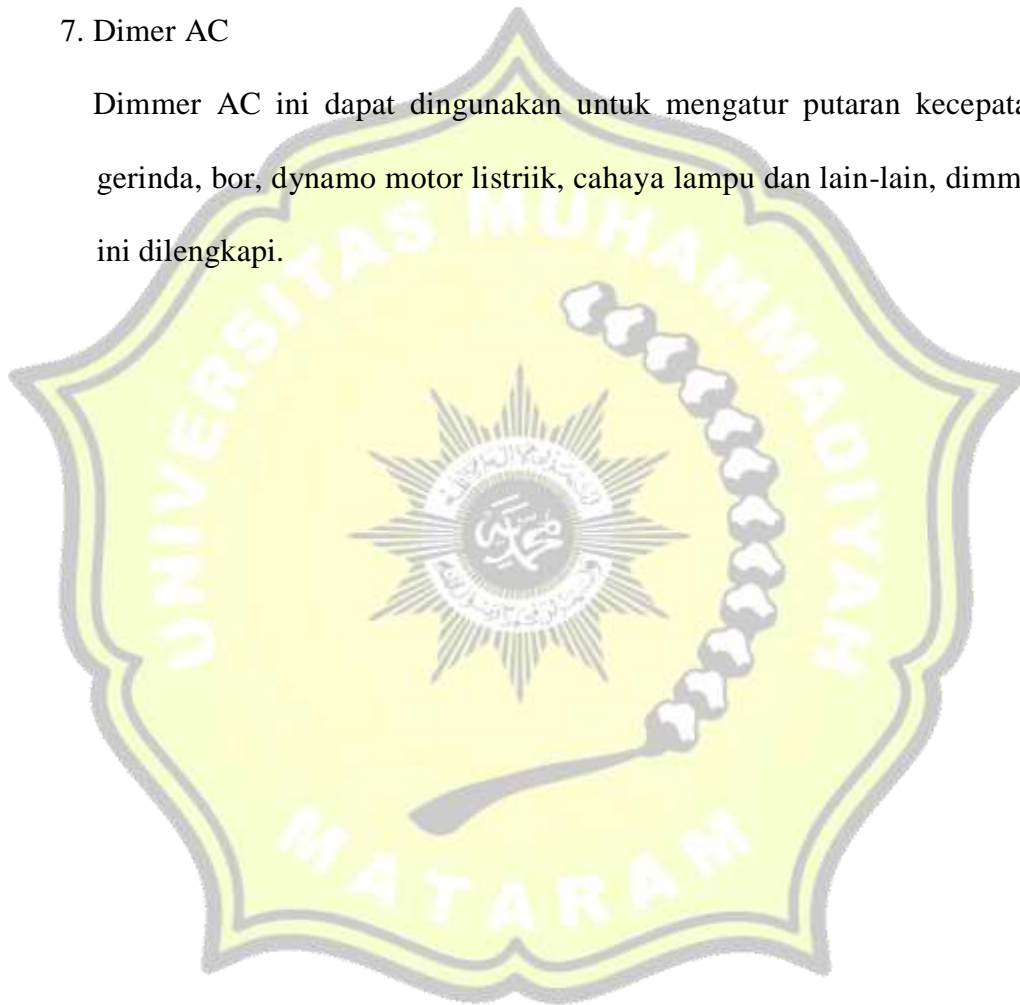 7. Dimer AC
Dimmer AC ini dapat dingunakan untuk mengatur putaran kecepata
gerinda, bor, dynamo motor listriik, cahaya lampu dan lain-lain, dimm
ini dilengkapi.
UNIVERSITAS MUHAMMADIYAH
MATARAM